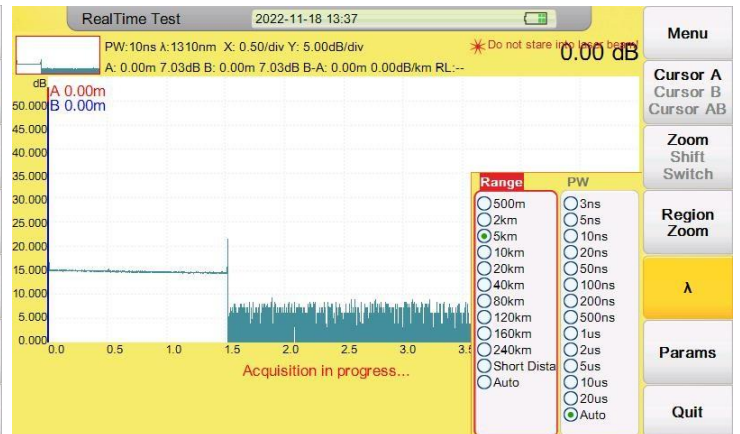 RealTime Test 2022-11-18 13:37
PW:10ns λ:1310nm X: 0.50/div Y: 5.00dB/div
Do not stare into laser beam!
0.00 dB
A: 0.00m 7.03dB B: 0.00m 7.03dB B-A: 0.00m 0.00dB/km RL:--
dB
A 0.00m
B 0.00m
50.000
45.000
40.000
35.000
30.000
25.000
20.000
15.000
10.000
5.000
0.000
0.0 0.5 1.0 1.5 2.0 2.5 3.0 3.5
Acquisition in progress...
Range
500m
2km
5km
10km
20km
40km
80km
120km
160km
240km
Short Dista
Auto
PW
3ns
5ns
10ns
20ns
50ns
100ns
200ns
500ns
1us
2us
5us
10us
20us
Auto
Menu
Cursor A
Cursor B
Cursor AB
Zoom
Shift
Switch
Region
Zoom
λ
Params
Quit